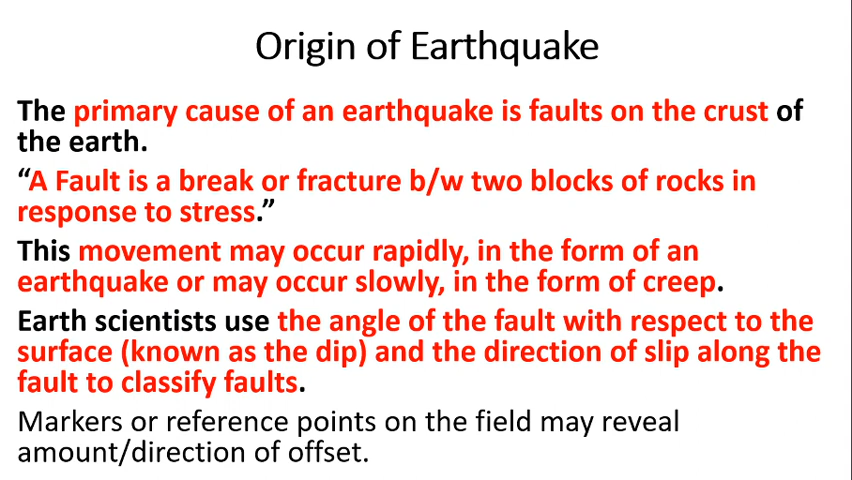 Origin of Earthquake
The primary cause of an earthquake is faults on the crust of
the earth.
“A Fault is a break or fracture b/w two blocks of rocks in
response to stress.”
This movement may occur rapidly, in the form of an
earthquake or may occur slowly, in the form of creep.
Earth scientists use the angle of the fault with respect to the
surface (known as the dip) and the direction of slip along the
fault to classify faults.
Markers or reference points on the field may reveal
amount/direction of offset.